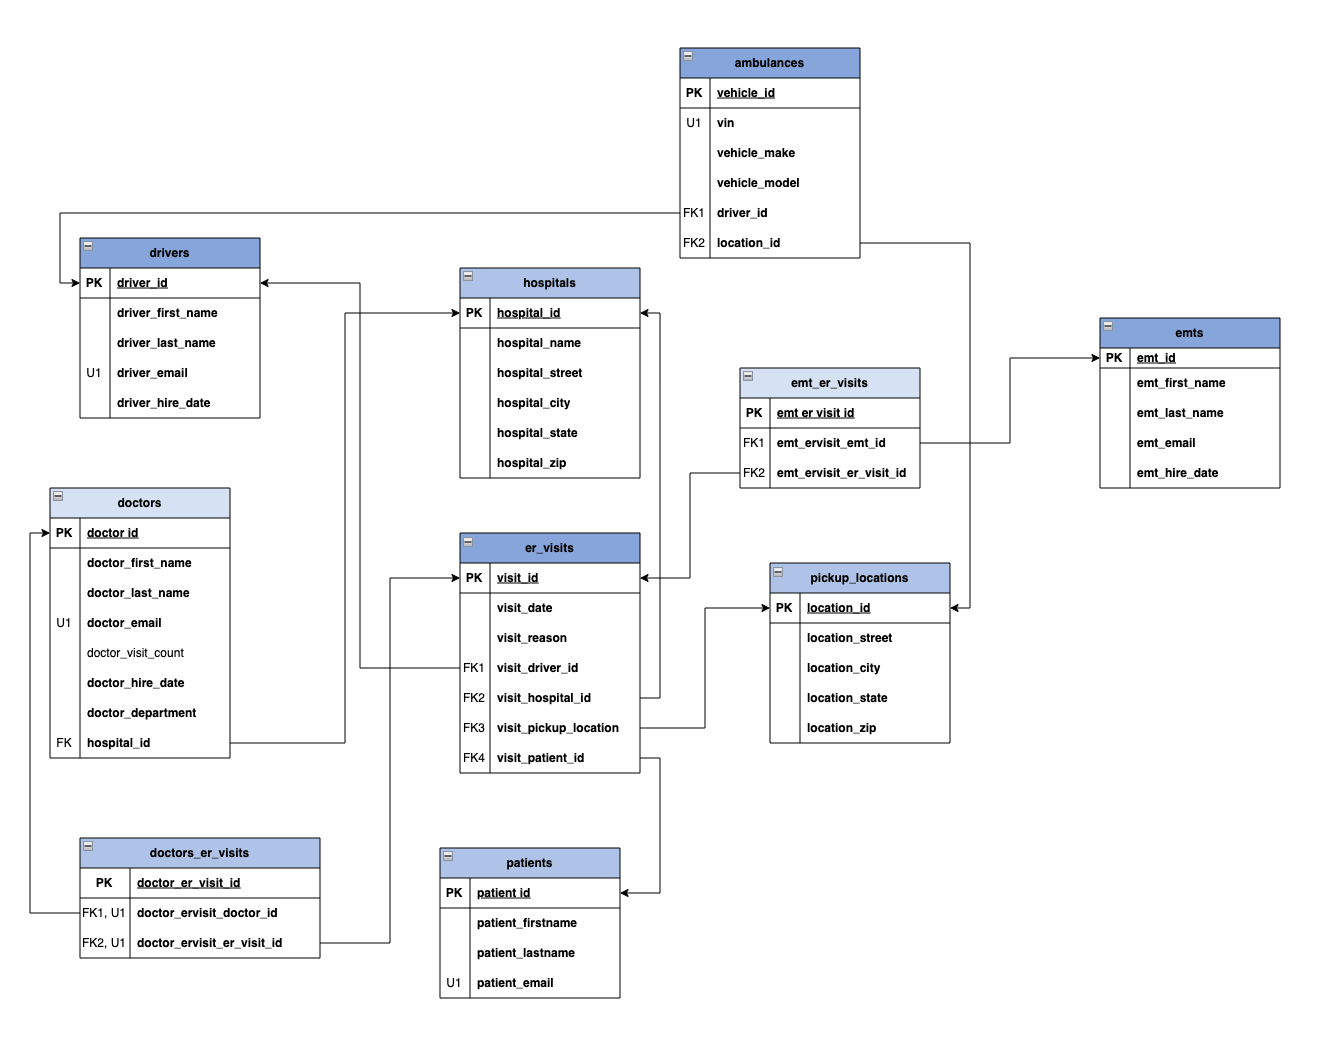 ambulances
PK vehicle_id
U1 vin
vehicle_make
vehicle_model
FK1 driver_id
FK2 location_id
drivers
PK driver_id
driver_first_name
driver_last_name
U1 driver_email
driver_hire_date
hospitals
PK hospital_id
hospital_name
hospital_street
hospital_city
hospital_state
hospital_zip
emts
PK emt_id
emt_first_name
emt_last_name
emt_email
emt_hire_date
emt_er_visits
PK emt er visit id
FK1 emt_ervisit_emt_id
FK2 emt_ervisit_er_visit_id
doctors
PK doctor id
doctor_first_name
doctor_last_name
U1 doctor_email
doctor_visit_count
doctor_hire_date
doctor_department
FK hospital_id
er_visits
PK visit_id
visit_date
visit_reason
FK1 visit_driver_id
FK2 visit_hospital_id
FK3 visit_pickup_location
FK4 visit_patient_id
pickup_locations
PK location_id
location_street
location_city
location_state
location_zip
doctors_er_visits
PK doctor_er_visit_id
FK1, U1 doctor_ervisit_doctor_id
FK2, U1 doctor_ervisit_er_visit_id
patients
PK patient id
patient_firstname
patient_lastname
U1 patient_email